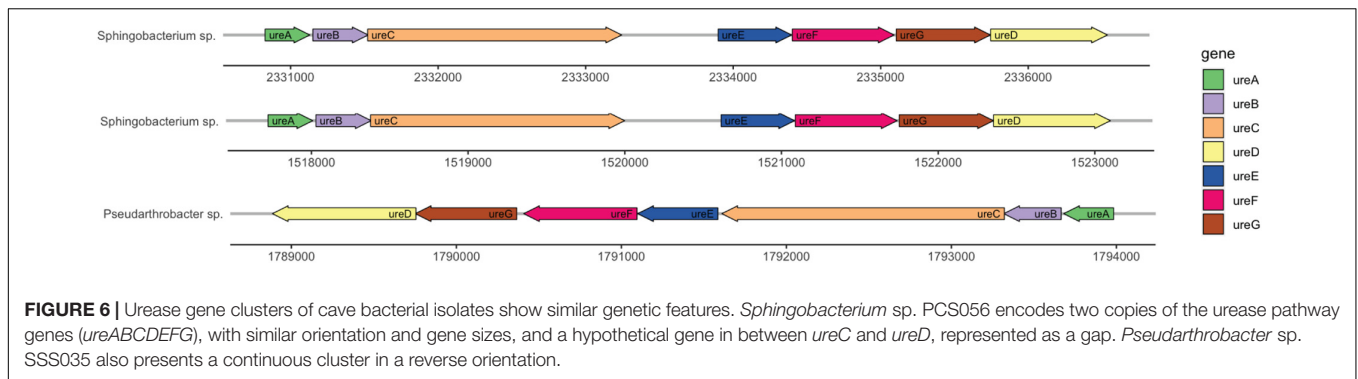 Sphingobacterium sp.
ureA ureB ureC ureE ureF ureG ureD
2331000 2332000 2333000 2334000 2335000 2336000
Sphingobacterium sp.
ureA ureB ureC ureE ureF ureG ureD
1518000 1519000 1520000 1521000 1522000 1523000
Pseudarthrobacter sp.
ureD ureG ureF ureE ureC ureB ureA
1789000 1790000 1791000 1792000 1793000 1794000
gene
ureA
ureB
ureC
ureD
ureE
ureF
ureG
FIGURE 6 | Urease gene clusters of cave bacterial isolates show similar genetic features. Sphingobacterium sp. PCS056 encodes two copies of the urease pathway
genes (ureABCDEFG), with similar orientation and gene sizes, and a hypothetical gene in between ureC and ureD, represented as a gap. Pseudarthrobacter sp.
SSS035 also presents a continuous cluster in a reverse orientation.